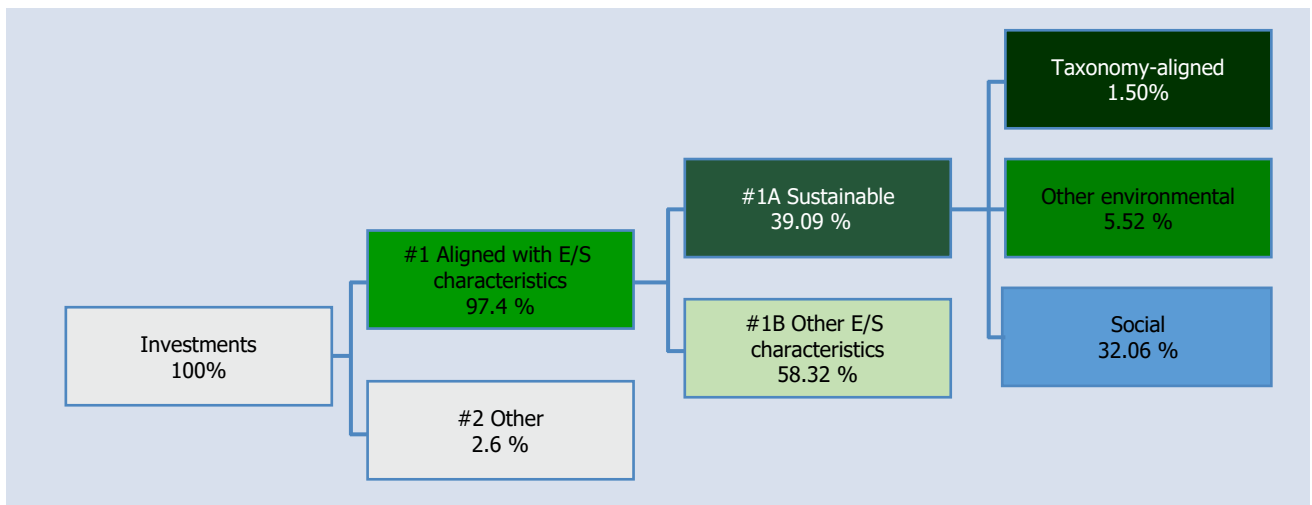 Investments
100%
#1 Aligned with E/S
characteristics
97.4 %
#2 Other
2.6 %
#1A Sustainable
39.09 %
#1B Other E/S
characteristics
58.32 %
Taxonomy-aligned
1.50%
Other environmental
5.52 %
Social
32.06 %